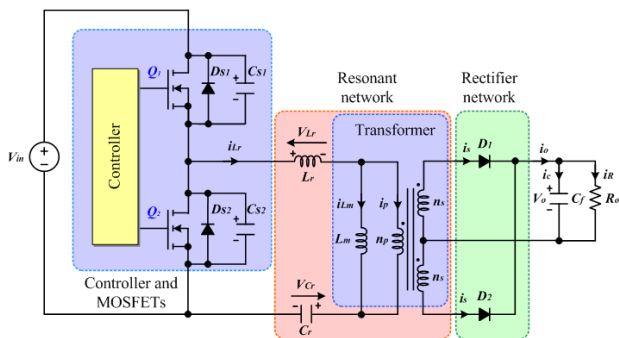 Q1
DS1
CS1
Resonant
network
Rectifier
network
Controller
VLr
Transformer
is
D1
io
Vin
iLr
Lr
ic
iR
Q2
DS2
CS2
iLm
ip
ns
Vo
Cf
Ro
Lm
np
ns
VCr
is
D2
Controller and
MOSFETs
Cr